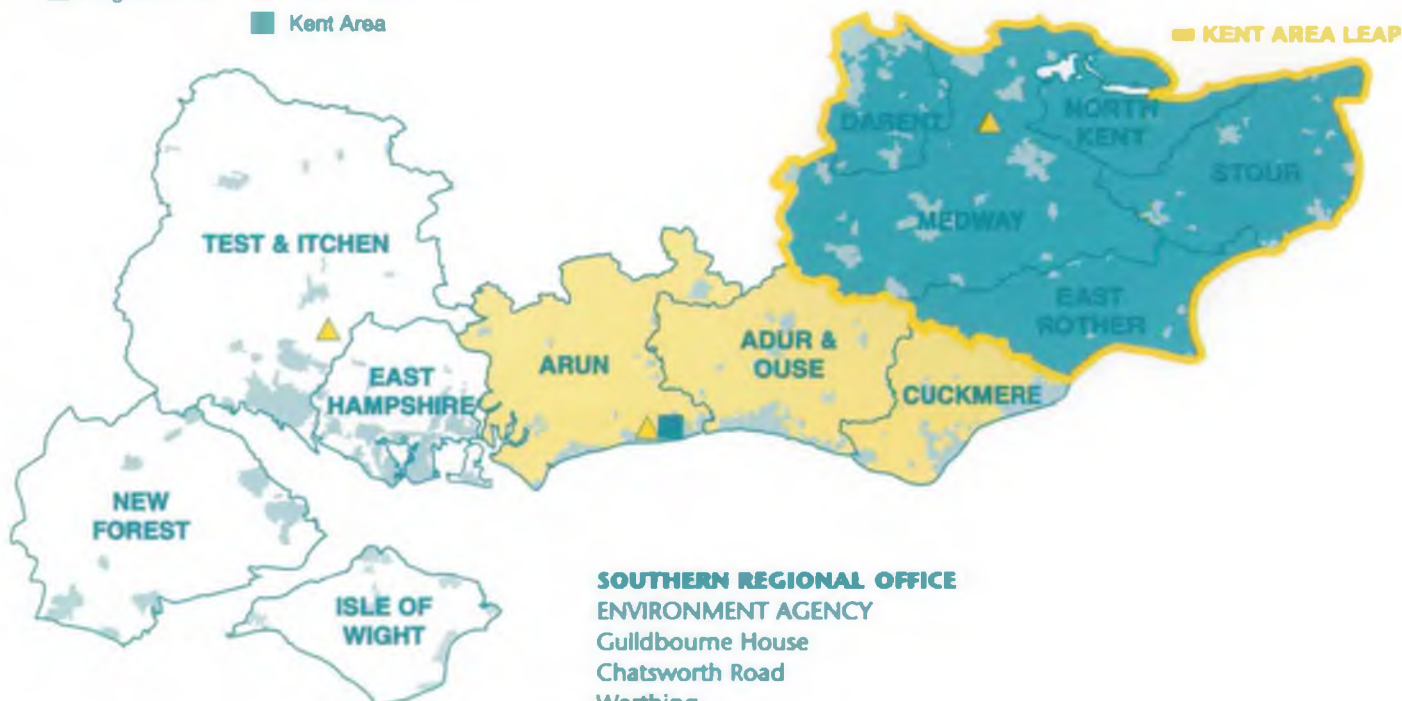 Kent Area
KENT AREA LEAP
DARENT
NORTH
KENT
STOUR
MEDWAY
EAST
ROTHER
TEST & ITCHEN
EAST
HAMPSHIRE
ARUN
ADUR &
OUSE
CUCKMERE
NEW
FOREST
ISLE OF
WIGHT
SOUTHERN REGIONAL OFFICE
ENVIRONMENT AGENCY
Guildbourne House
Chatsworth Road
Worthing